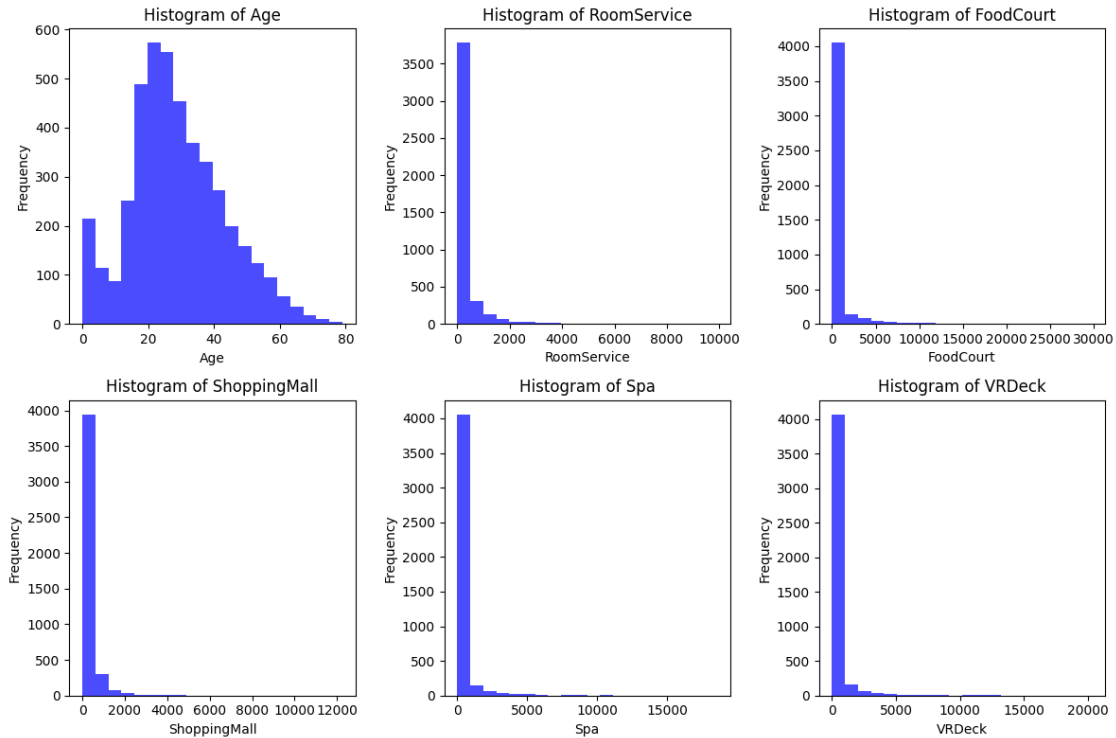 Histogram of Age
600
500
400
300
200
100
0
Frequency
0 20 40 60 80
Age
Histogram of RoomService
3500
3000
2500
2000
1500
1000
500
0
Frequency
0 2000 4000 6000 8000 10000
RoomService
Histogram of FoodCourt
4000
3500
3000
2500
2000
1500
1000
500
0
Frequency
0 5000 10000 15000 20000 25000 30000
FoodCourt
Histogram of ShoppingMall
4000
3500
3000
2500
2000
1500
1000
500
0
Frequency
0 2000 4000 6000 8000 10000 12000
ShoppingMall
Histogram of Spa
4000
3500
3000
2500
2000
1500
1000
500
0
Frequency
0 5000 10000 15000
Spa
Histogram of VRDeck
4000
3500
3000
2500
2000
1500
1000
500
0
Frequency
0 5000 10000 15000 20000
VRDeck